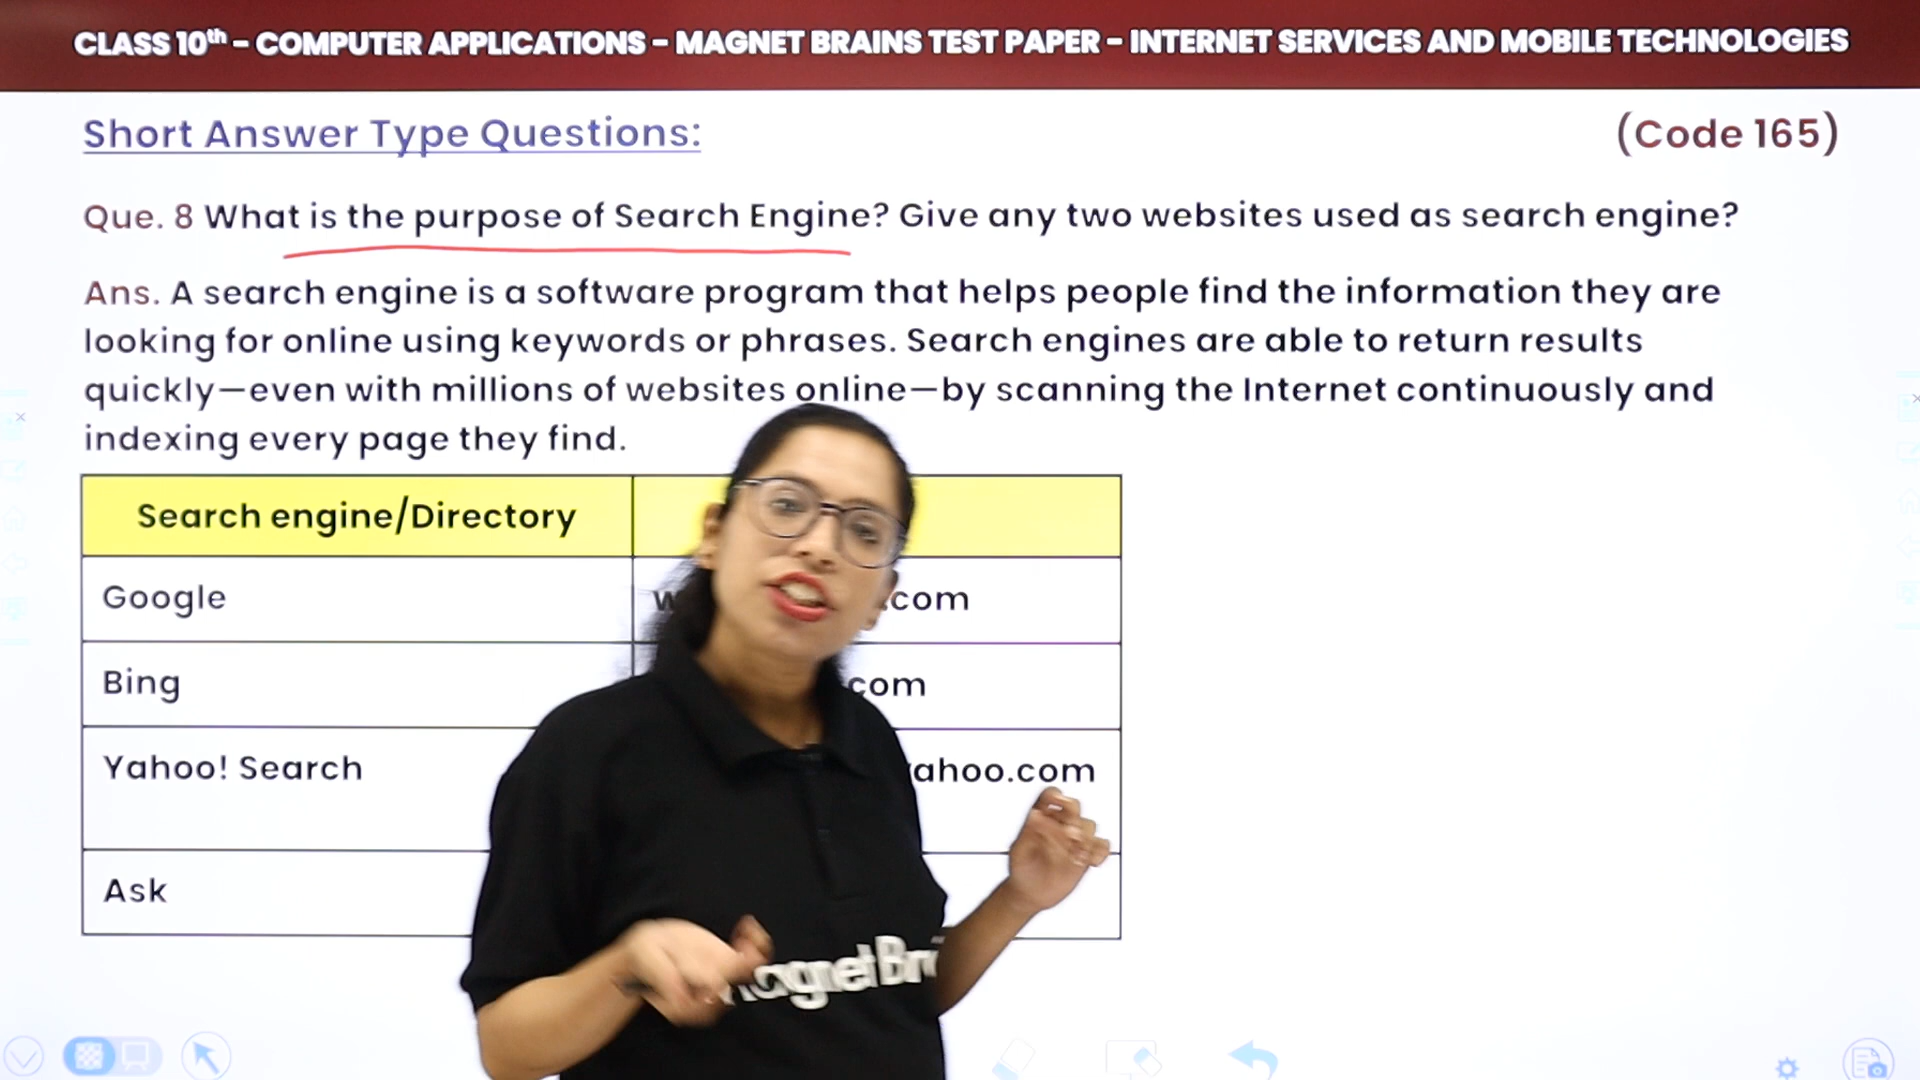 CLASS 10th - COMPUTER APPLICATIONS - MAGNET BRAINS TEST PAPER - INTERNET SERVICES AND MOBILE TECHNOLOGIES
Short Answer Type Questions: (Code 165)
Que. 8 What is the purpose of Search Engine? Give any two websites used as search engine?
Ans. A search engine is a software program that helps people find the information they are
looking for online using keywords or phrases. Search engines are able to return results
quickly—even with millions of websites online—by scanning the Internet continuously and
indexing every page they find.
Search engine/Directory
Google .com
Bing com
Yahoo! Search ahoo.com
Ask
agnet Br